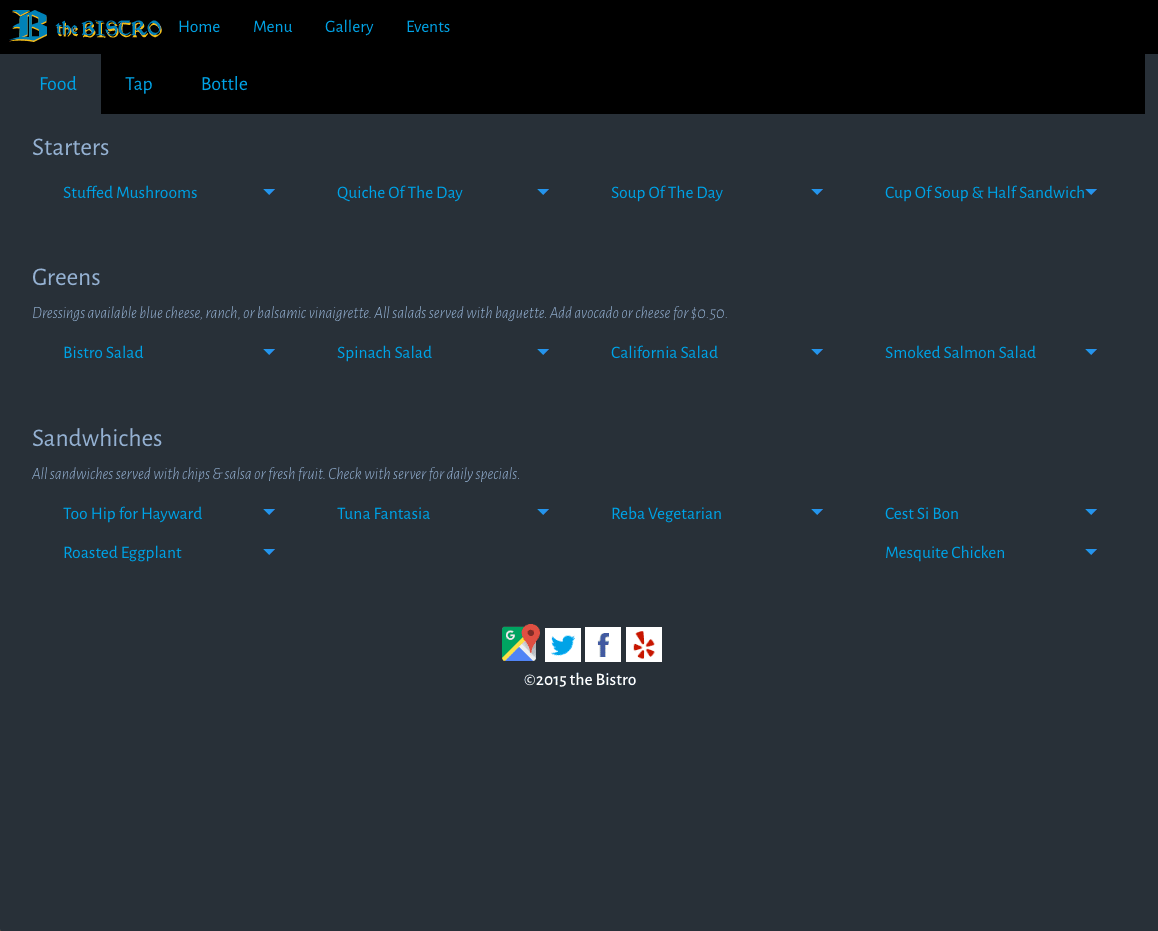 B the BISTRO Home Menu Gallery Events
Food Tap Bottle
Starters
Stuffed Mushrooms Quiche Of The Day Soup Of The Day Cup Of Soup & Half Sandwich
Greens
Dressings available blue cheese, ranch, or balsamic vinaigrette. All salads served with baguette. Add avocado or cheese for $0.50.
Bistro Salad Spinach Salad California Salad Smoked Salmon Salad
Sandwhiches
All sandwiches served with chips & salsa or fresh fruit. Check with server for daily specials.
Too Hip for Hayward Tuna Fantasia Reba Vegetarian Cest Si Bon
Roasted Eggplant Mesquite Chicken
G f
©2015 the Bistro